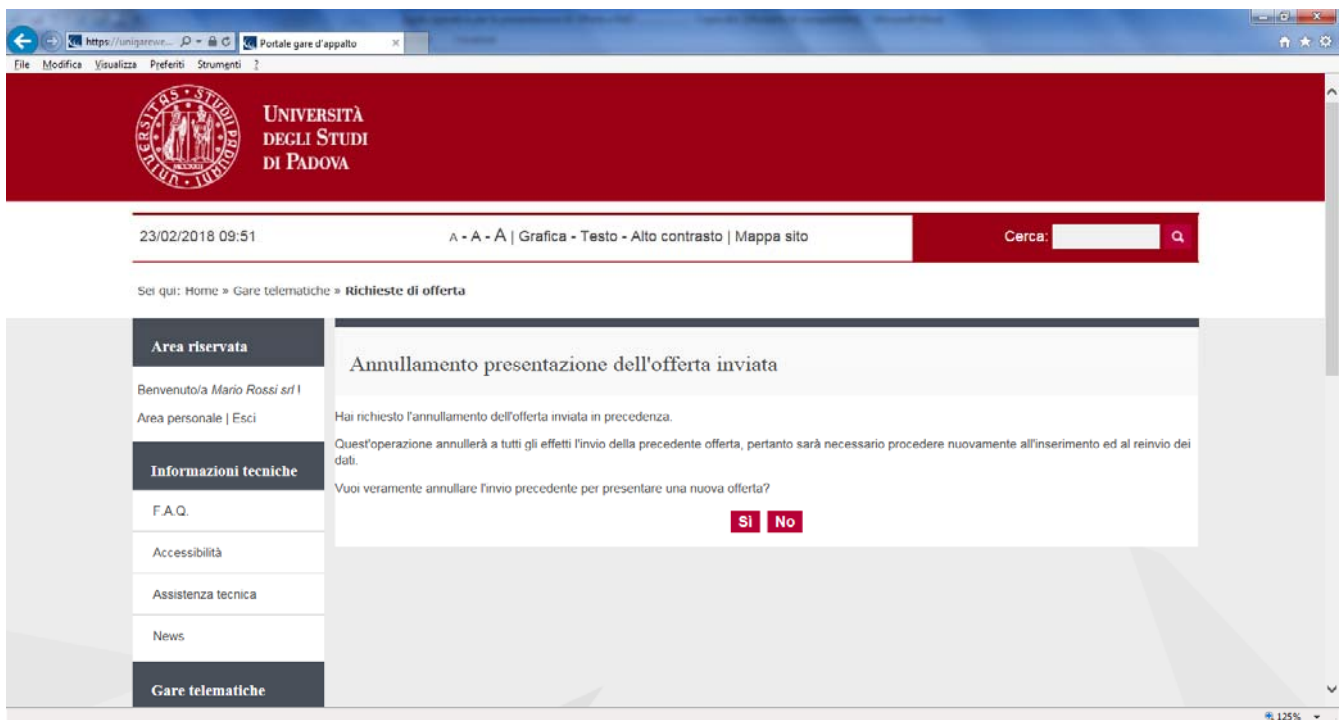 https://unigarewe...
Portale gare d'appalto
File Modifica Visualizza Preferiti Strumenti ?
UNIVERSITAS STUDII PADUANI
MCCXXII
UNIVERSITÀ
DEGLI STUDI
DI PADOVA
23/02/2018 09:51
A - A - A | Grafica - Testo - Alto contrasto | Mappa sito
Cerca:
Sei qui: Home » Gare telematiche » Richieste di offerta
Area riservata
Benvenuto/a Mario Rossi srl !
Area personale | Esci
Informazioni tecniche
F.A.Q.
Accessibilità
Assistenza tecnica
News
Gare telematiche
Annullamento presentazione dell'offerta inviata
Hai richiesto l'annullamento dell'offerta inviata in precedenza.
Quest'operazione annullerà a tutti gli effetti l'invio della precedente offerta, pertanto sarà necessario procedere nuovamente all'inserimento ed al reinvio dei
dati.
Vuoi veramente annullare l'invio precedente per presentare una nuova offerta?
Sì No
125%